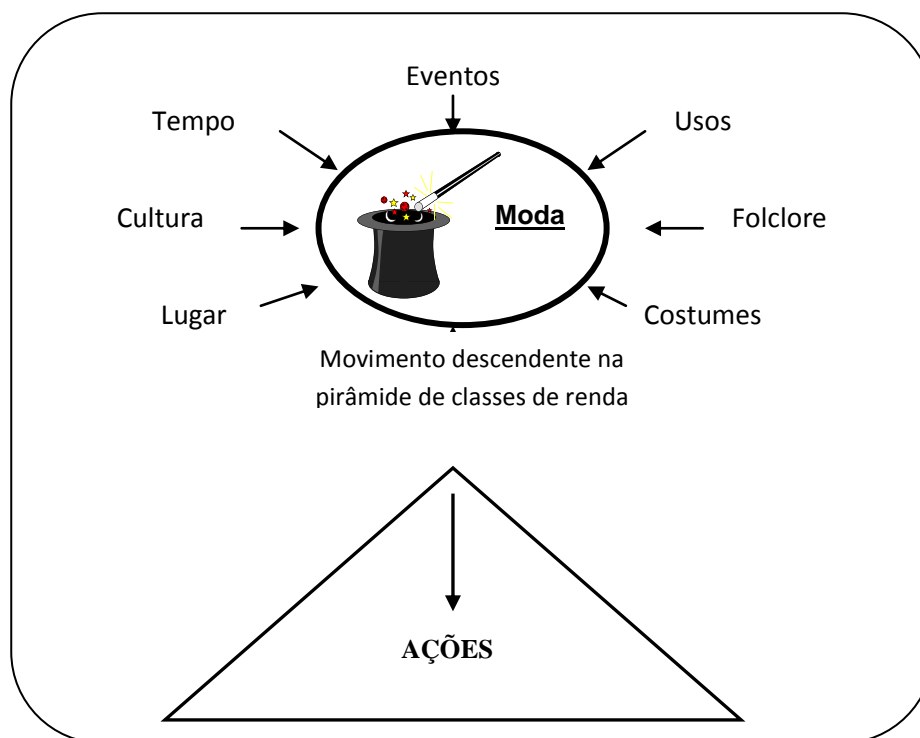 Eventos
Tempo
Usos
Cultura
Moda
Folclore
Lugar
Costumes
Movimento descendente na
pirâmide de classes de renda
AÇÕES